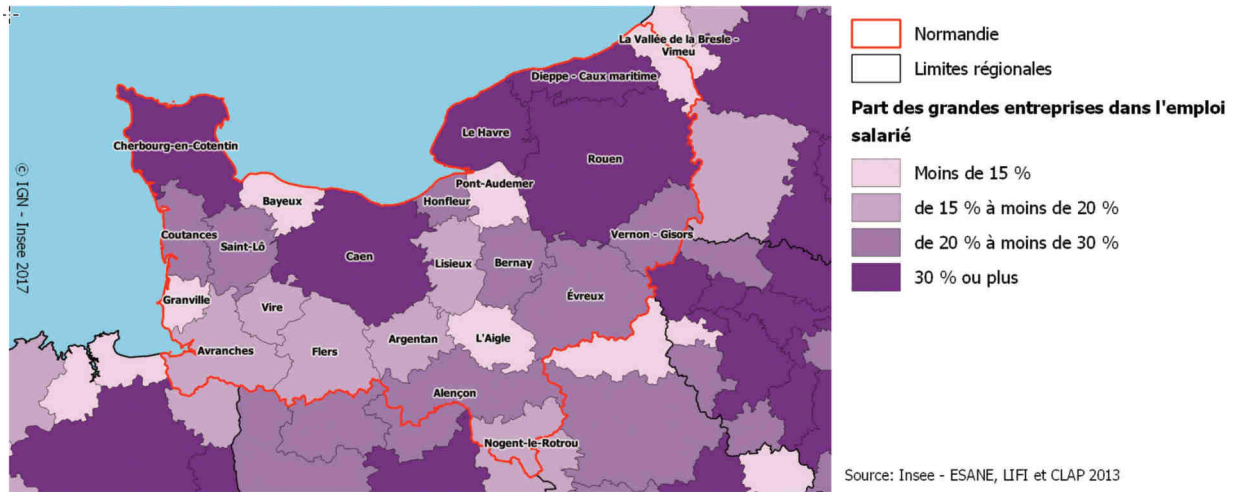 La Vallée de la Bresle -
Vimeu
Dieppe - Caux maritime
Le Havre
Cherbourg-en-Cotentin
Rouen
Pont-Audemer
Bayeux
Honfleur
Coutances
Saint-Lô
Vernon - Gisors
Caen
Lisieux
Bernay
Évreux
Granville
Vire
Argentan
L'Aigle
Avranches
Flers
Alençon
Nogent-le-Rotrou
© IGN - Insee 2017
Normandie
Limites régionales
Part des grandes entreprises dans l'emploi
salarié
Moins de 15 %
de 15 % à moins de 20 %
de 20 % à moins de 30 %
30 % ou plus
Source: Insee - ESANE, LIFI et CLAP 2013